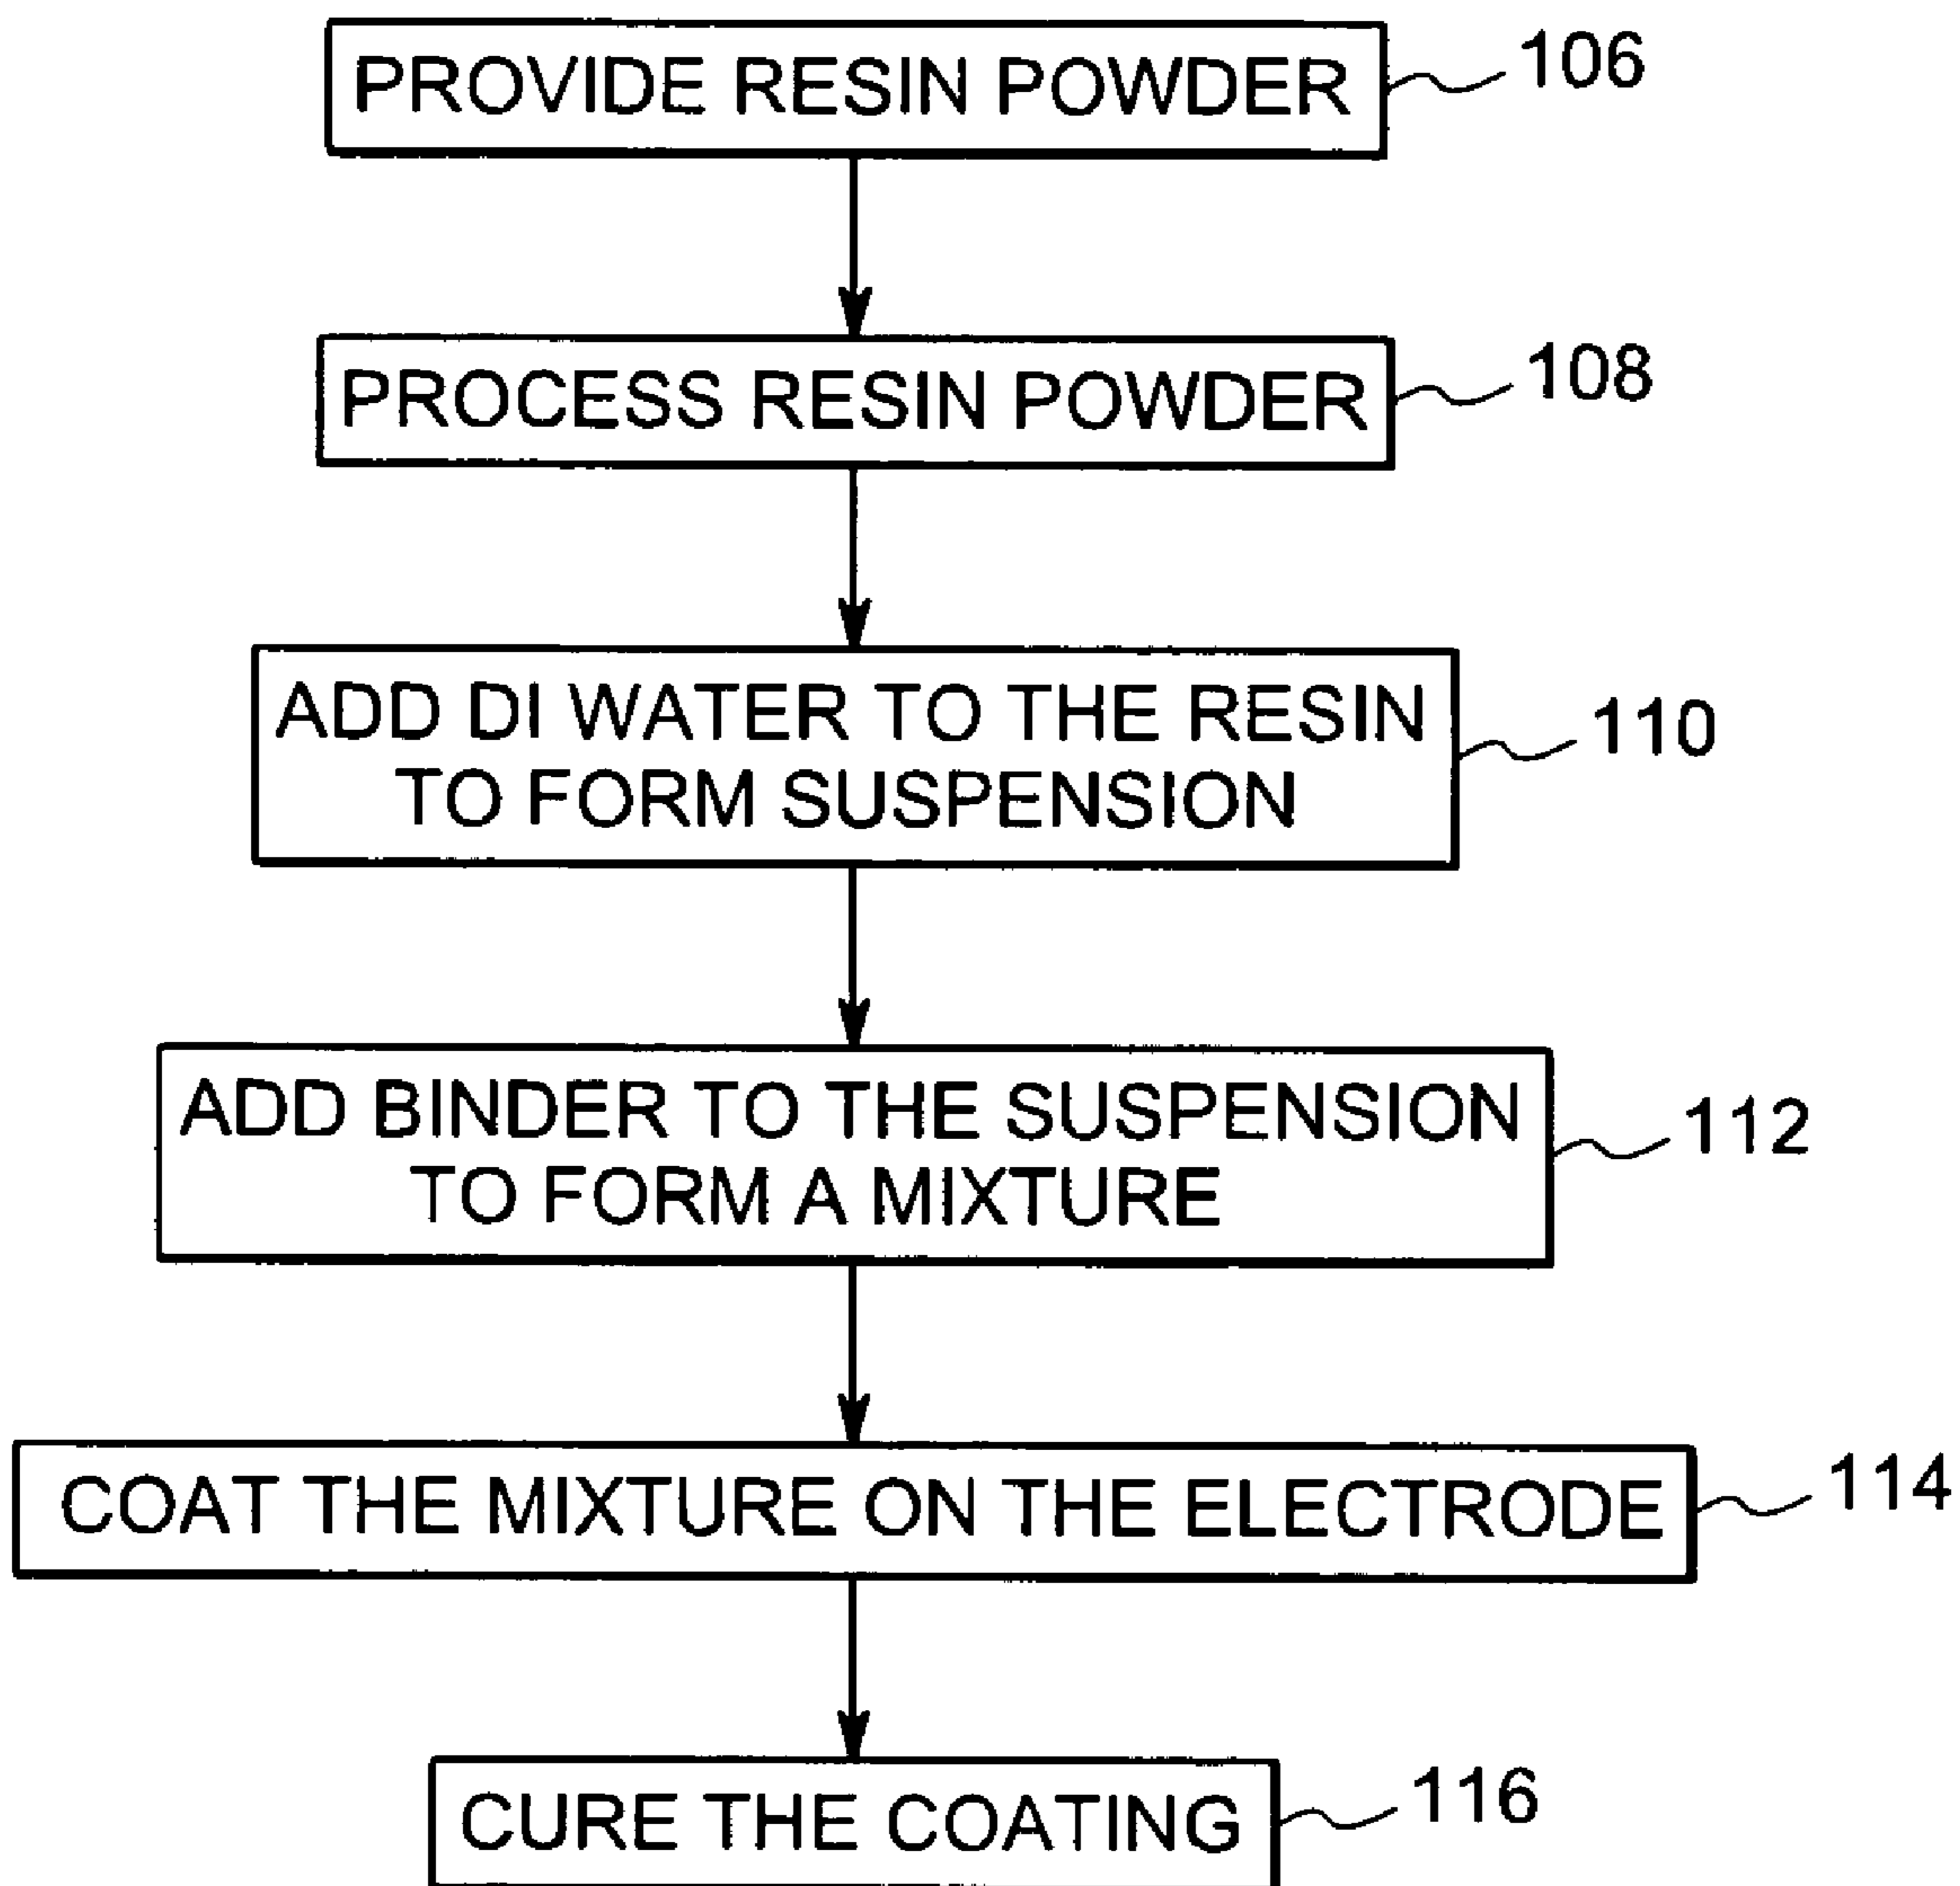 PROVIDE RESIN POWDER
106
PROCESS RESIN POWDER
108
ADD DI WATER TO THE RESIN
TO FORM SUSPENSION
110
ADD BINDER TO THE SUSPENSION
TO FORM A MIXTURE
112
COAT THE MIXTURE ON THE ELECTRODE
114
CURE THE COATING
116